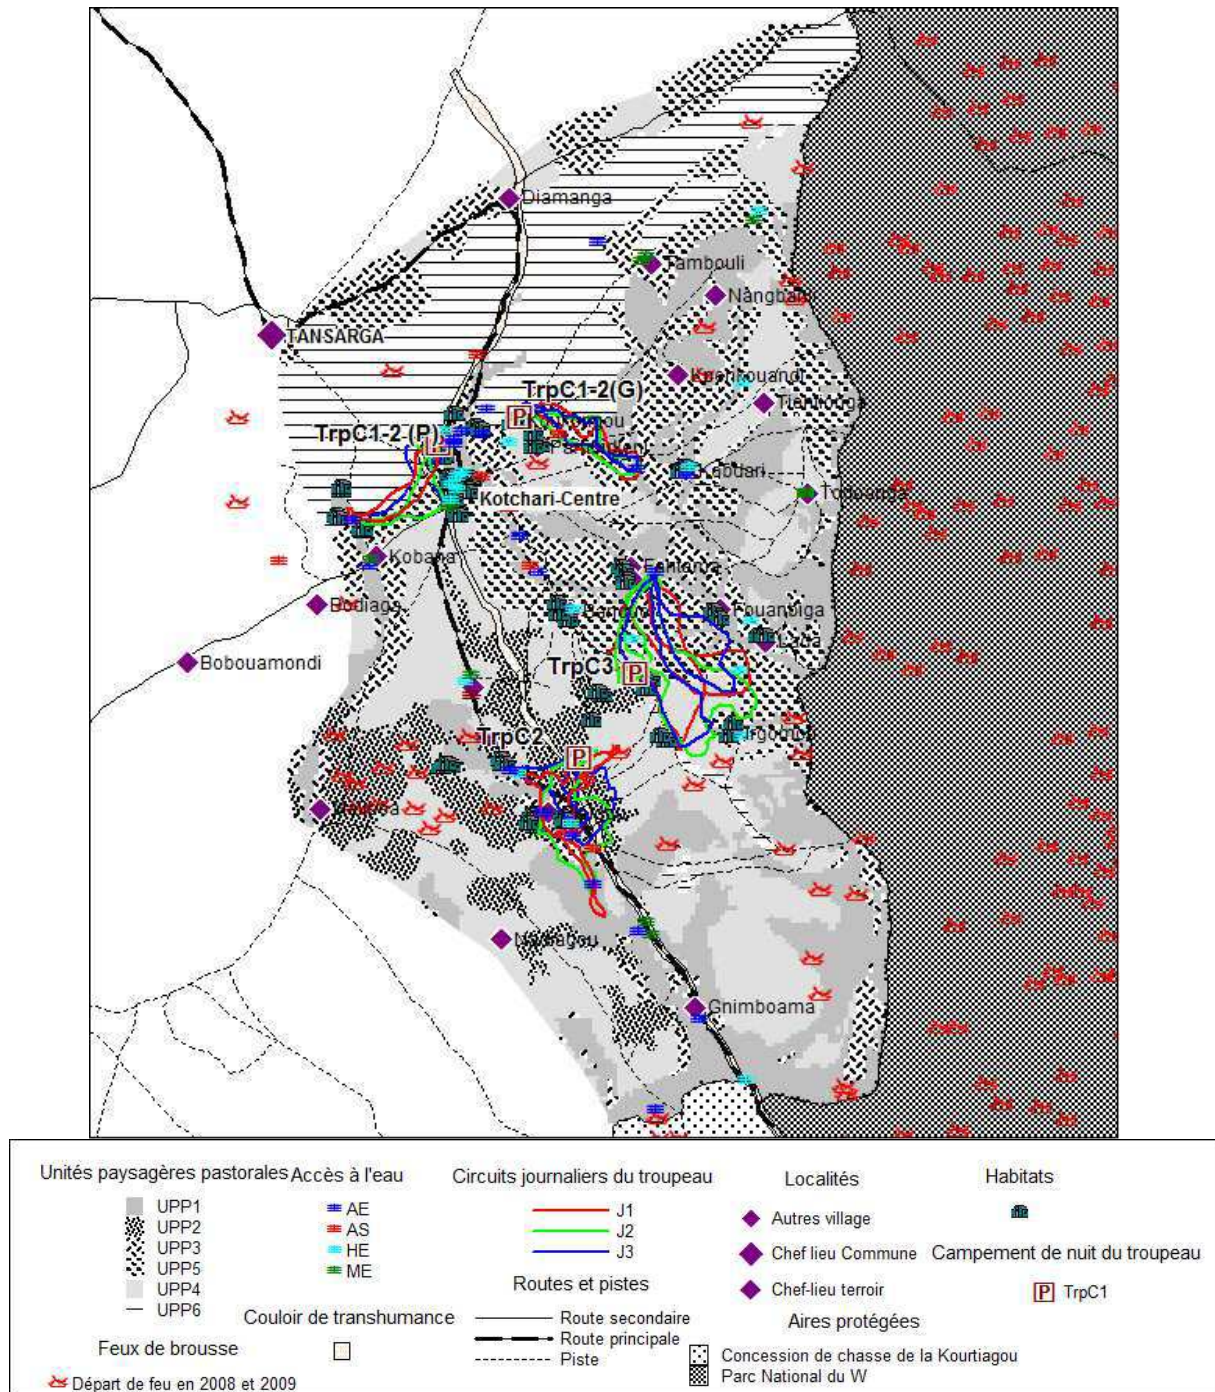 Diamanga
Tambouli
TANSARGA
TrpC1-2(G)
TrpC1-2 (P)
Kabdari
Kotchari-Centre
Kobana
Fouanoiga
Bodiaga
Lada
Bobouamondi
TrpC3
TrpC2
Gnimboama
Unités paysagères pastorales
UPP1
UPP2
UPP3
UPP5
UPP4
UPP6
Feux de brousse
Départ de feu en 2008 et 2009
Accès à l'eau
AE
AS
HE
ME
Couloir de transhumance
Circuits journaliers du troupeau
J1
J2
J3
Routes et pistes
Route secondaire
Route principale
Piste
Localités
Autres village
Chef lieu Commune
Chef-lieu terroir
Habitats
Campement de nuit du troupeau
P TrpC1
Aires protégées
Concession de chasse de la Kourtiagou
Parc National du W